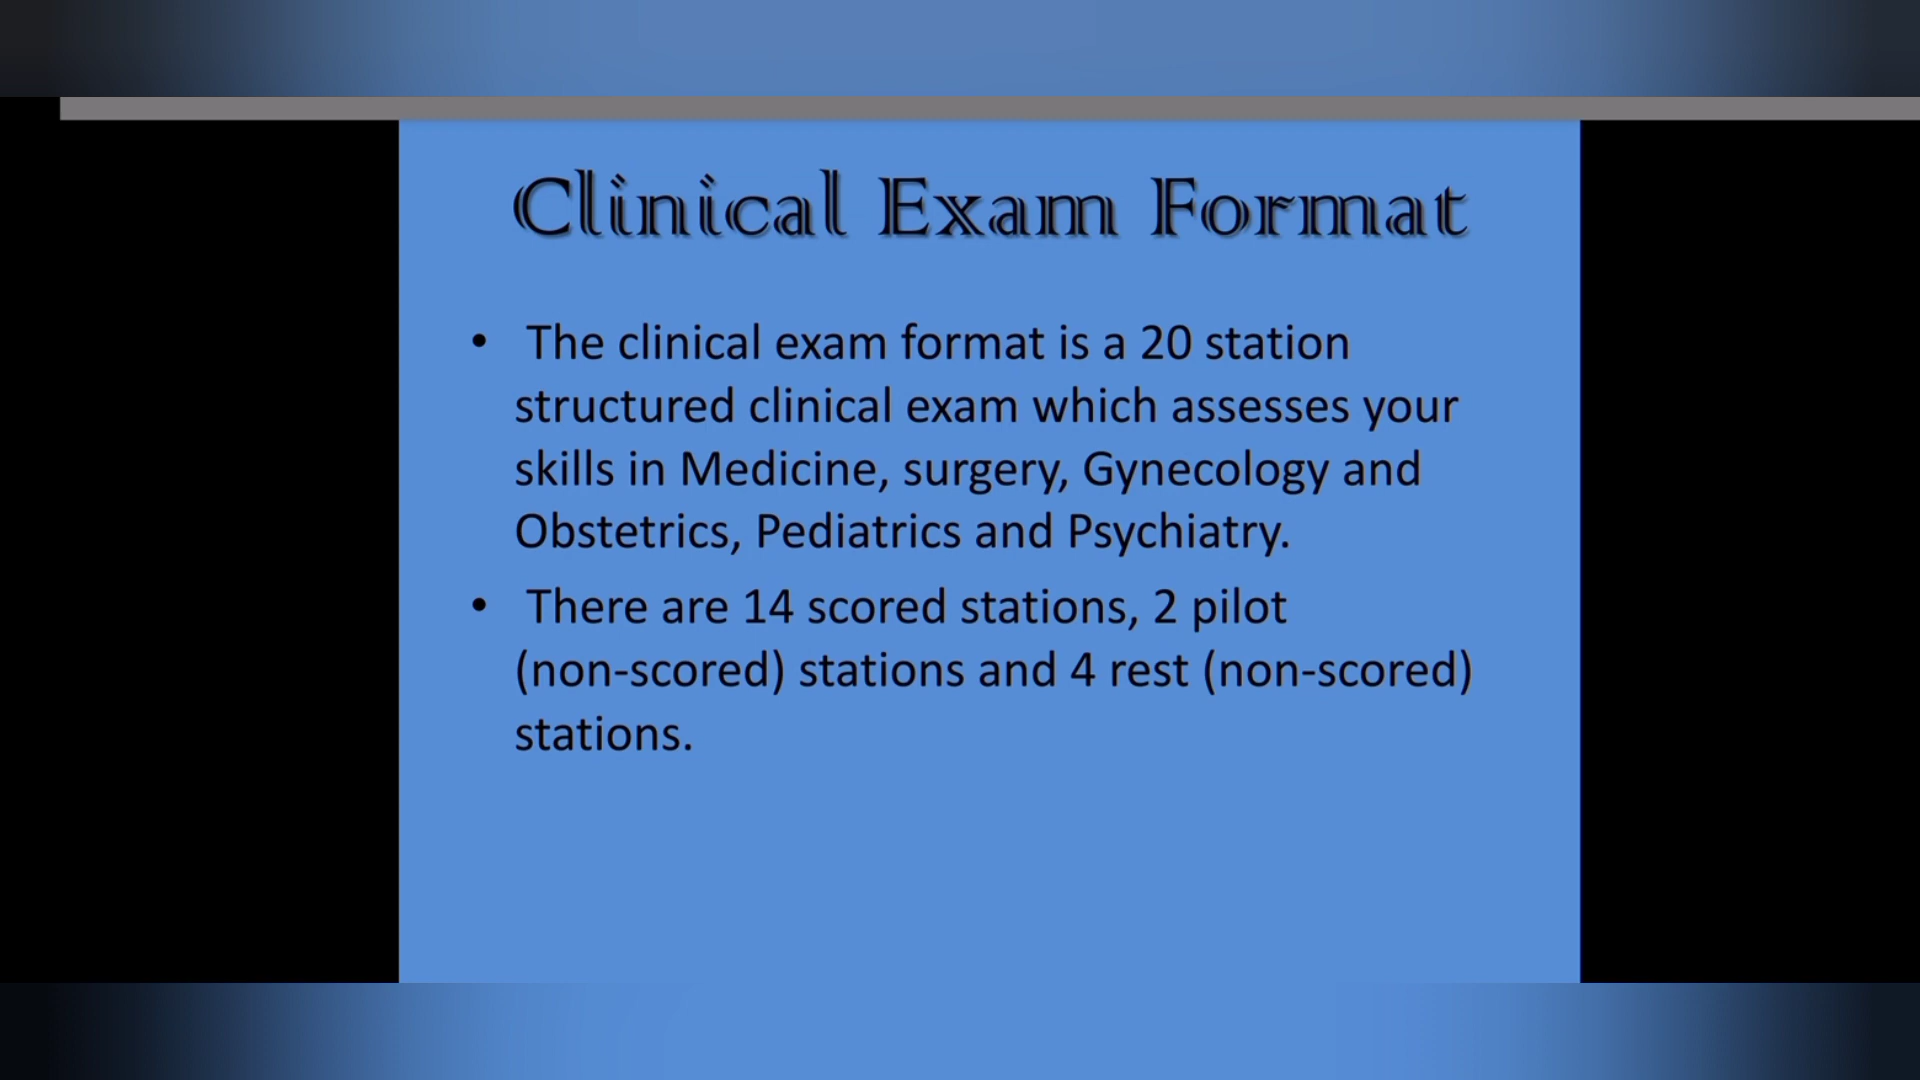 Clinical Exam Format
• The clinical exam format is a 20 station
structured clinical exam which assesses your
skills in Medicine, surgery, Gynecology and
Obstetrics, Pediatrics and Psychiatry.
• There are 14 scored stations, 2 pilot
(non-scored) stations and 4 rest (non-scored)
stations.